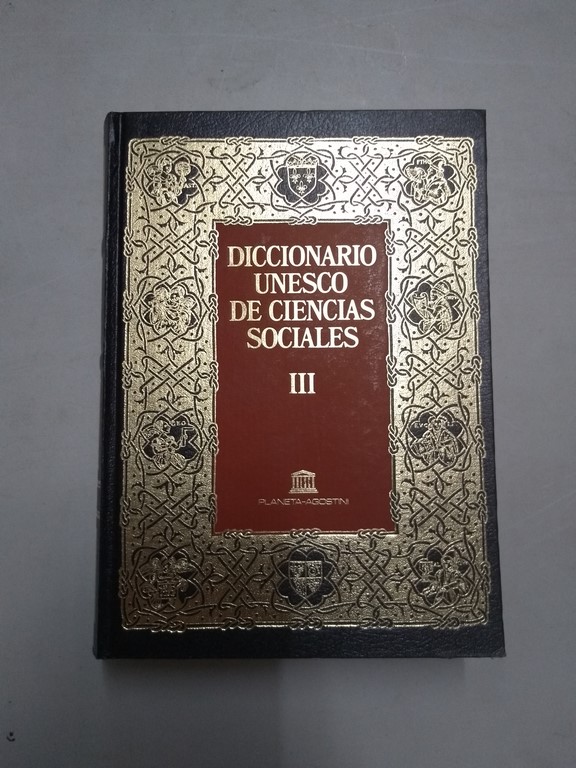 DICCIONARIO
UNESCO
DE CIENCIAS
SOCIALES
III
PLANETA-AGOSTINI